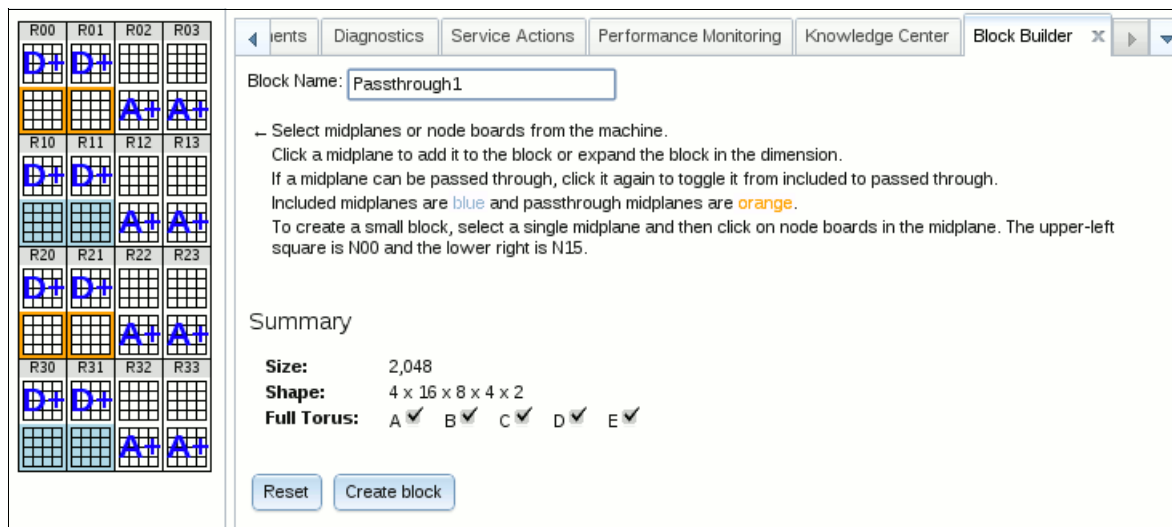 R00 R01 R02 R03
D+ D+
A+ A+
R10 R11 R12 R13
D+ D+
A+ A+
R20 R21 R22 R23
D+ D+
A+ A+
R30 R31 R32 R33
D+ D+
A+ A+
ients Diagnostics Service Actions Performance Monitoring Knowledge Center Block Builder X
Block Name: Passthrough1
← Select midplanes or node boards from the machine.
Click a midplane to add it to the block or expand the block in the dimension.
If a midplane can be passed through, click it again to toggle it from included to passed through.
Included midplanes are blue and passthrough midplanes are orange.
To create a small block, select a single midplane and then click on node boards in the midplane. The upper-left
square is N00 and the lower right is N15.
Summary
Size: 2,048
Shape: 4 x 16 x 8 x 4 x 2
Full Torus: A ✔ B ✔ C ✔ D ✔ E ✔
Reset Create block